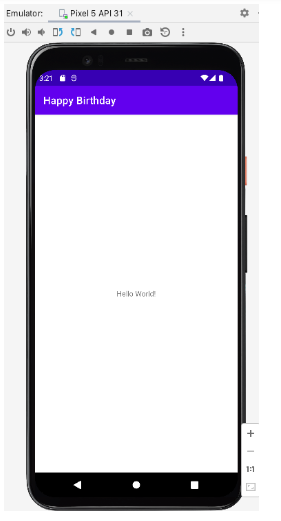 Emulator: Pixel 5 API 31
3:21
Happy Birthday
Hello World!
1:1